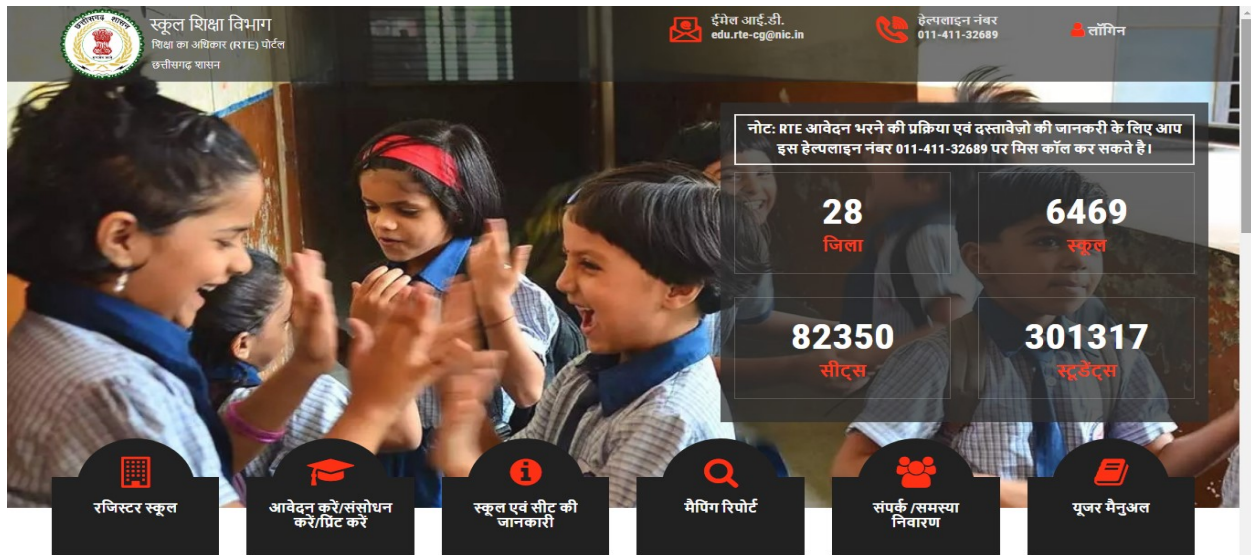 स्कूल शिक्षा विभाग
शिक्षा का अधिकार (RTE) पोर्टल
छत्तीसगढ़ शासन
ईमेल आई.डी.
edu.rte-cg@nic.in
हेल्पलाइन नंबर
011-411-32689
लॉगिन
नोट: RTE आवेदन भरने की प्रक्रिया एवं दस्तावेज़ो की जानकरी के लिए आप
इस हेल्पलाइन नंबर 011-411-32689 पर मिस कॉल कर सकते है।
28
जिला
6469
स्कूल
82350
सीट्स
301317
स्टूडेंट्स
रजिस्टर स्कूल
आवेदन करें/संसोधन
करें/प्रिंट करें
स्कूल एवं सीट की
जानकारी
मैपिंग रिपोर्ट
संपर्क /समस्या
निवारण
यूजर मैनुअल